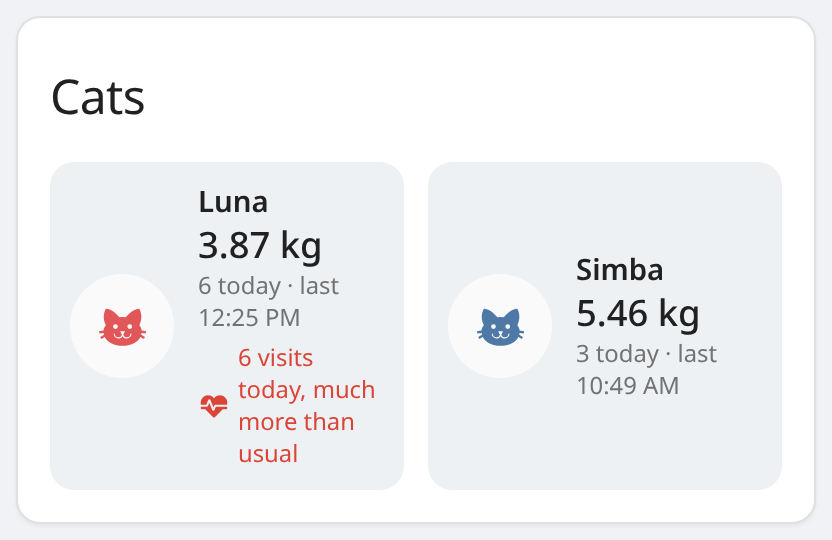 Cats
Luna
3.87 kg
6 today · last
12:25 PM
6 visits
today, much
more than
usual
Simba
5.46 kg
3 today · last
10:49 AM